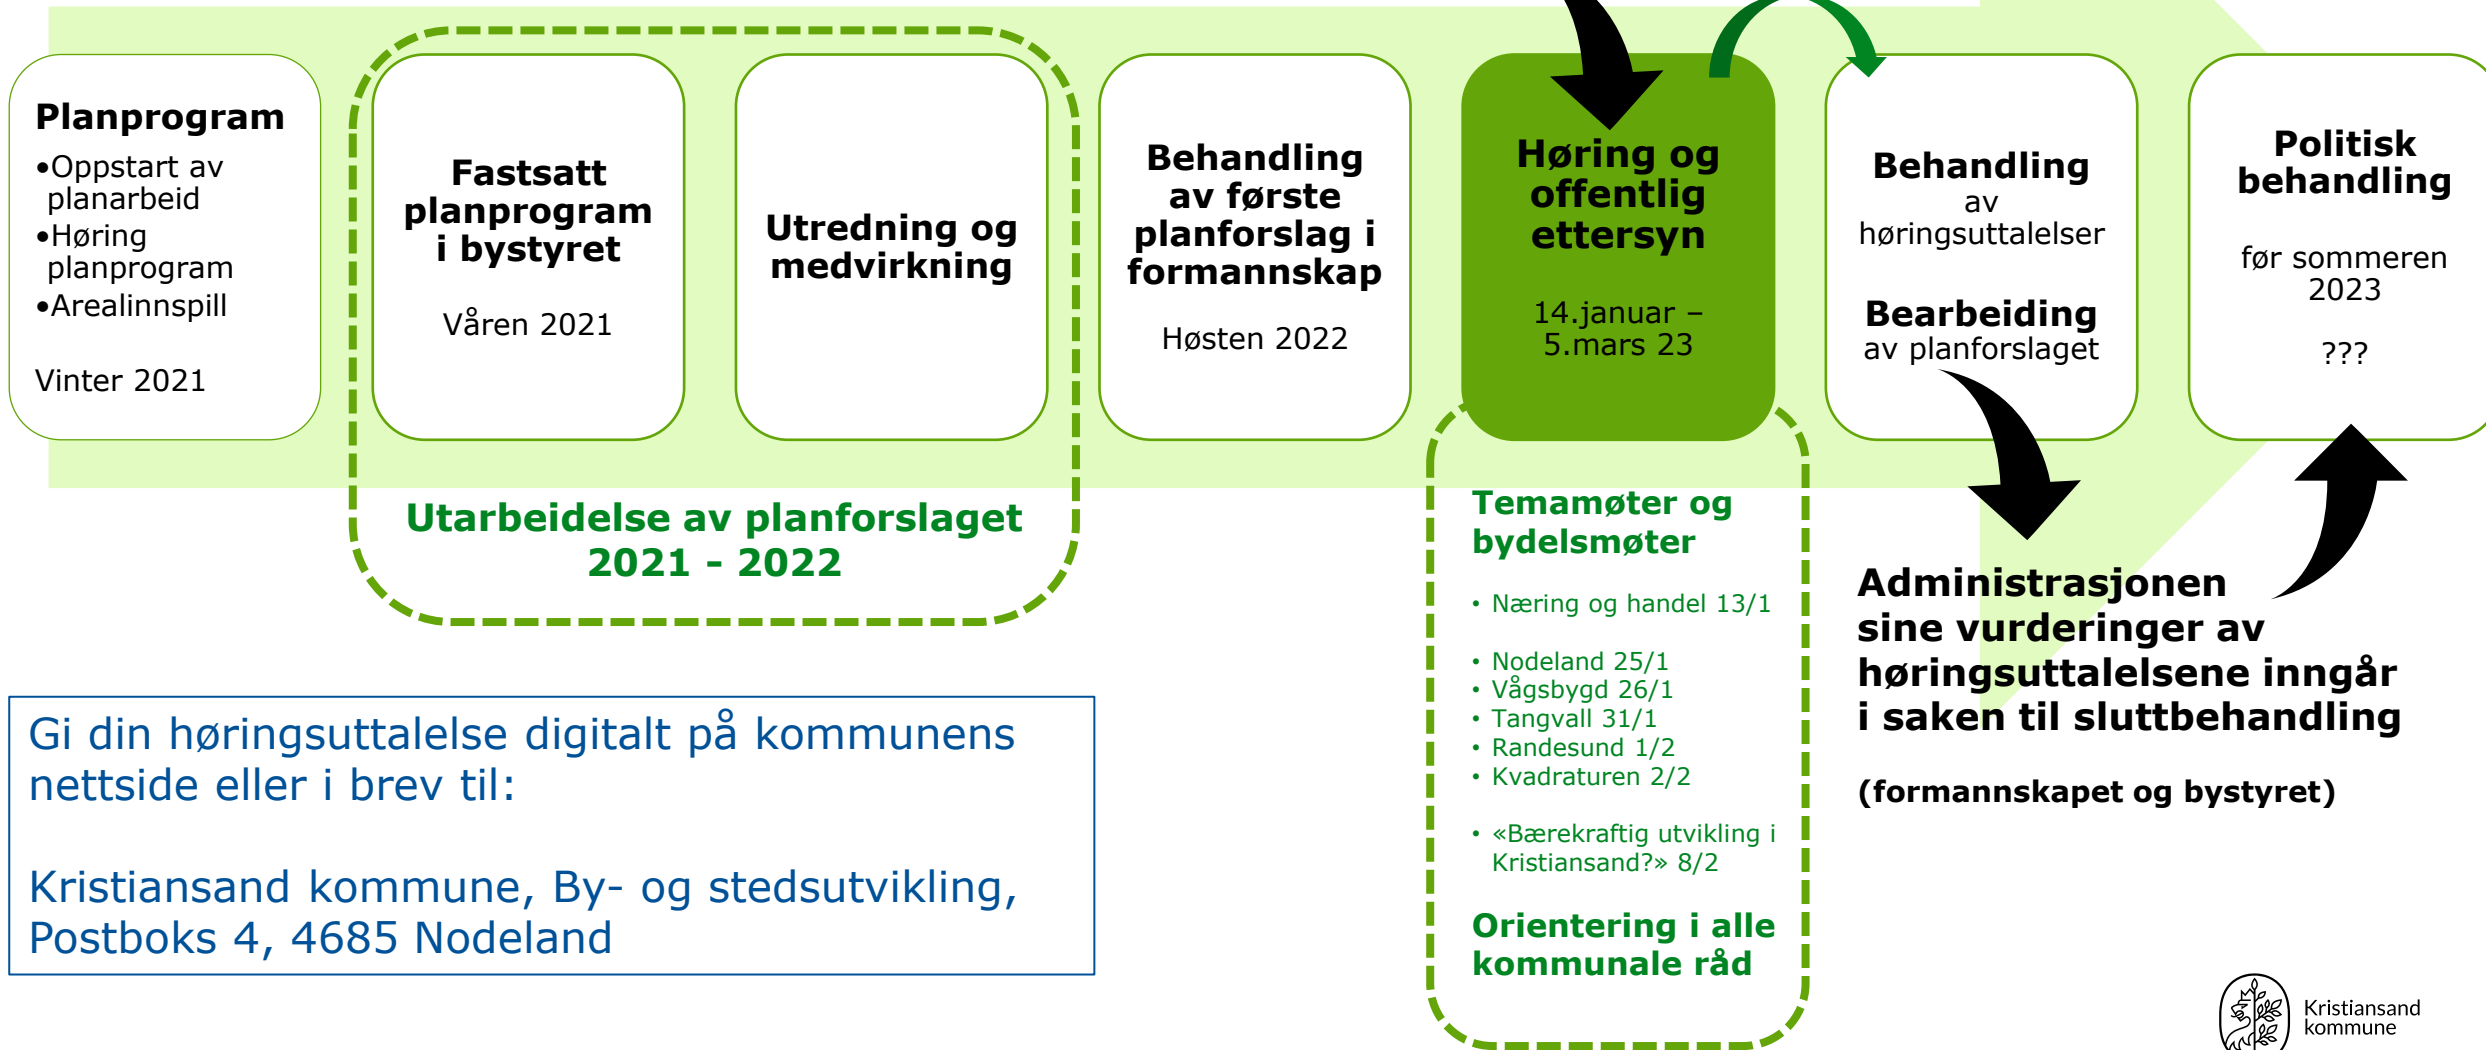 Planprogram
•Oppstart av
planarbeid
•Høring
planprogram
•Arealinnspill
Vinter 2021
Fastsatt
planprogram
i bystyret
Våren 2021
Utredning og
medvirkning
Utarbeidelse av planforslaget
2021 - 2022
Behandling
av første
planforslag i
formannskap
Høsten 2022
Høring og
offentlig
ettersyn
14.januar –
5.mars 23
Temamøter og
bydelsmøter
• Næring og handel 13/1
• Nodeland 25/1
• Vågsbygd 26/1
• Tangvall 31/1
• Randesund 1/2
• Kvadraturen 2/2
• «Bærekraftig utvikling i
Kristiansand?» 8/2
Orientering i alle
kommunale råd
Behandling
av
høringsuttalelser
Bearbeiding
av planforslaget
Politisk
behandling
før sommeren
2023
???
Administrasjonen
sine vurderinger av
høringsuttalelsene inngår
i saken til sluttbehandling
(formannskapet og bystyret)
Gi din høringsuttalelse digitalt på kommunens
nettside eller i brev til:
Kristiansand kommune, By- og stedsutvikling,
Postboks 4, 4685 Nodeland
Kristiansand
kommune